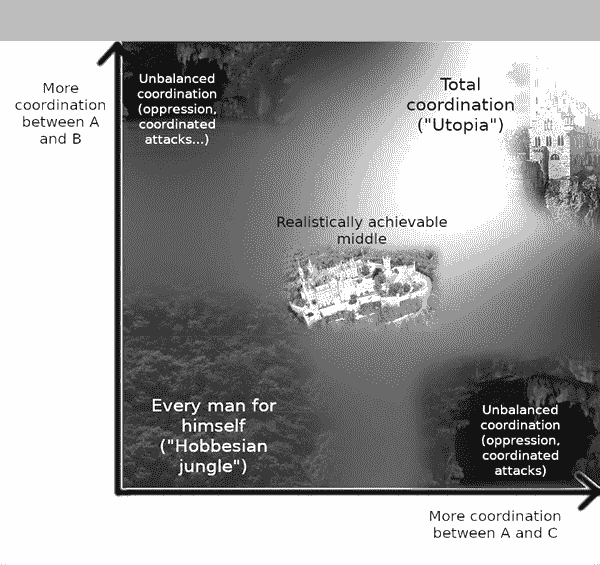 More
coordination
between A
and B
Unbalanced
coordination
(oppression,
coordinated
attacks...)
Total
coordination
("Utopia")
Realistically achievable
middle
Every man for
himself
("Hobbesian
jungle")
Unbalanced
coordination
(oppression,
coordinated
attacks)
More coordination
between A and C